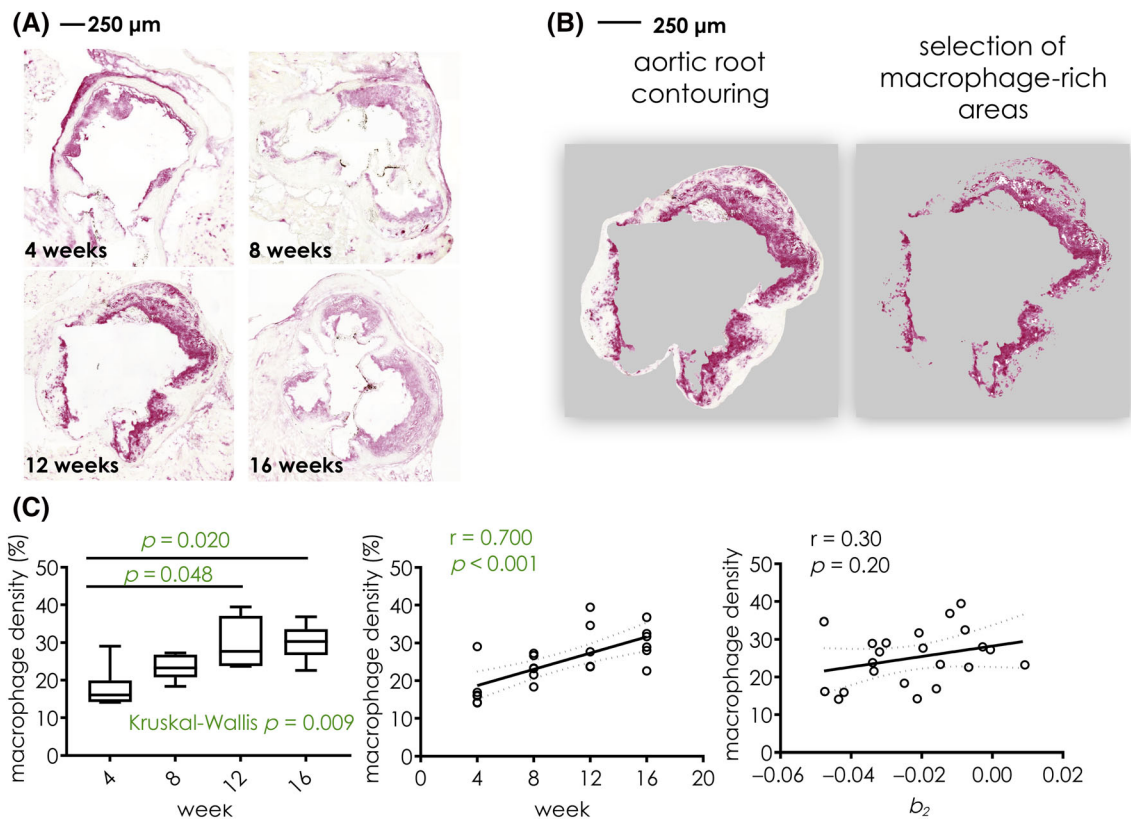 (A) 250 µm
4 weeks
8 weeks
12 weeks
16 weeks
(B) 250 µm
aortic root
contouring
selection of
macrophage-rich
areas
(C)
macrophage density (%)
50
40
30
20
10
0
p = 0.020
p = 0.048
Kruskal-Wallis p = 0.009
4
8
12
16
week
macrophage density (%)
50
40
30
20
10
0
r = 0.700
p < 0.001
0
4
8
12
16
20
week
macrophage density
50
40
30
20
10
0
r = 0.30
p = 0.20
−0.06
−0.04
−0.02
0.00
0.02
b2